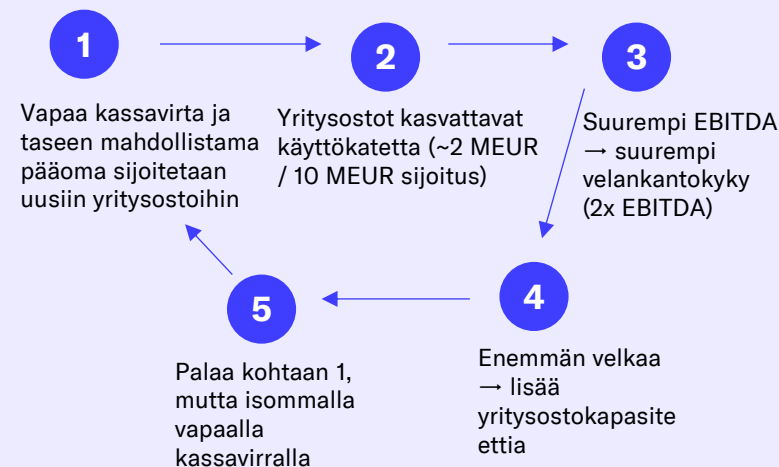 1
Vapaa kassavirta ja
taseen mahdollistama
pääoma sijoitetaan
uusiin yritysostoihin
2
Yritysostot kasvattavat
käyttökatetta (~2 MEUR
/ 10 MEUR sijoitus)
3
Suurempi EBITDA
→ suurempi
velankantokyky
(2x EBITDA)
4
Enemmän velkaa
→ lisää
yritysostokapasite
ettia
5
Palaa kohtaan 1,
mutta isommalla
vapaalla
kassavirralla